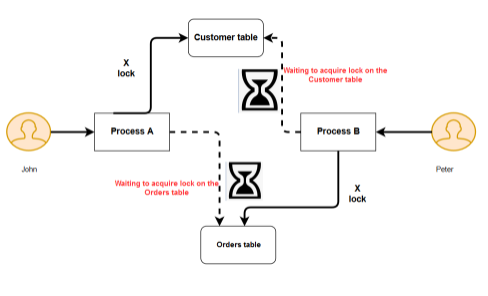 Customer table
X
lock
Waiting to acquire lock on the
Customer table
Process A
Process B
John
Peter
Waiting to acquire lock on the
Orders table
X
lock
Orders table